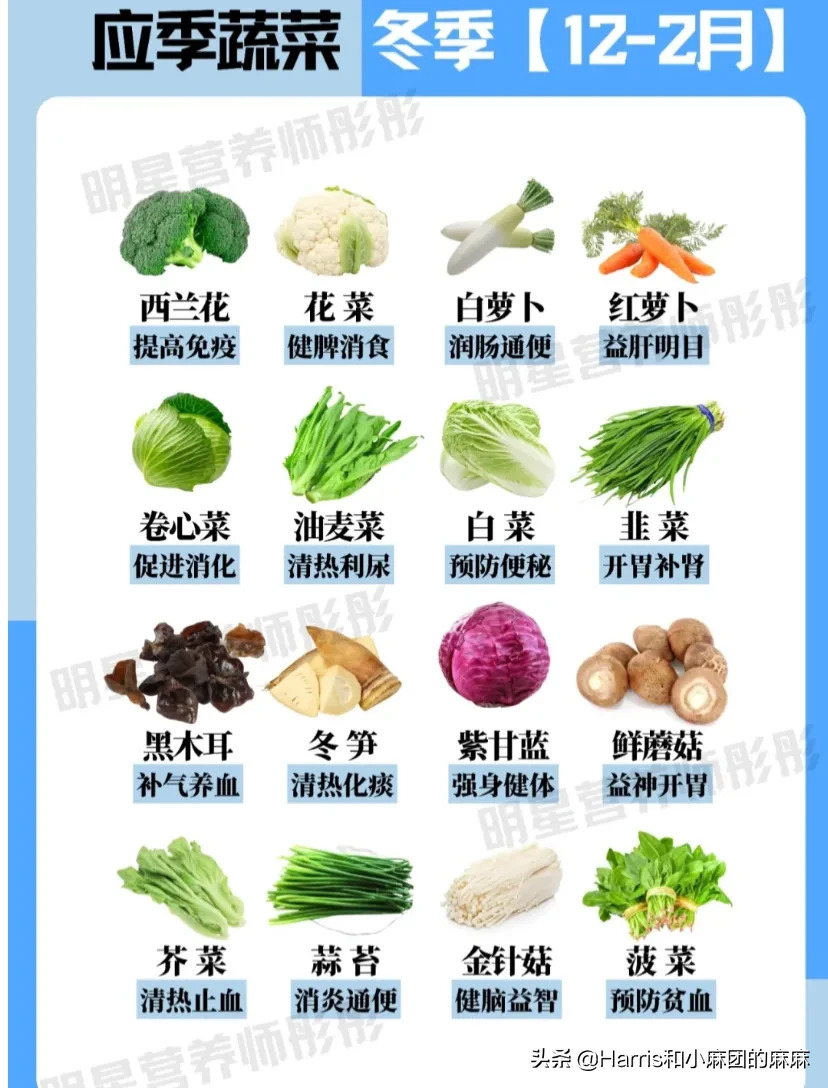 应季蔬菜 冬季【12-2月】
明星营养师彤彤
西兰花 花菜 白萝卜 红萝卜
提高免疫 健脾消食 润肠通便 益肝明目
明星营养师彤彤
卷心菜 油麦菜 白菜 韭菜
促进消化 清热利尿 预防便秘 开胃补肾
明星营养师彤彤
黑木耳 冬笋 紫甘蓝 鲜蘑菇
补气养血 清热化痰 强身健体 益神开胃
明星营养师彤彤
芥菜 蒜苔 金针菇 菠菜
清热止血 消炎通便 健脑益智 预防贫血
明星营养师彤彤
头条 @Harris和小麻团的麻麻